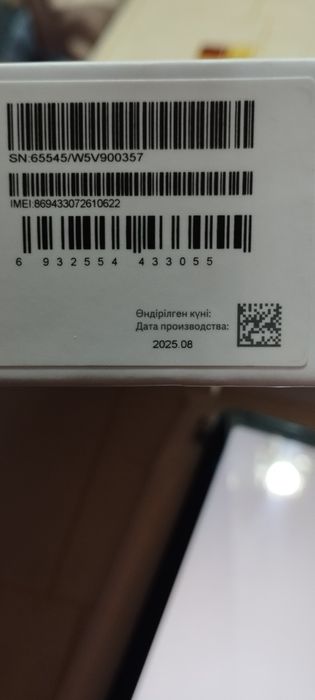 SN:65545/W5V900357
IMEI:869433072610622
6 932554 433055
Өндірілген күні:
Дата производства:
2025.08